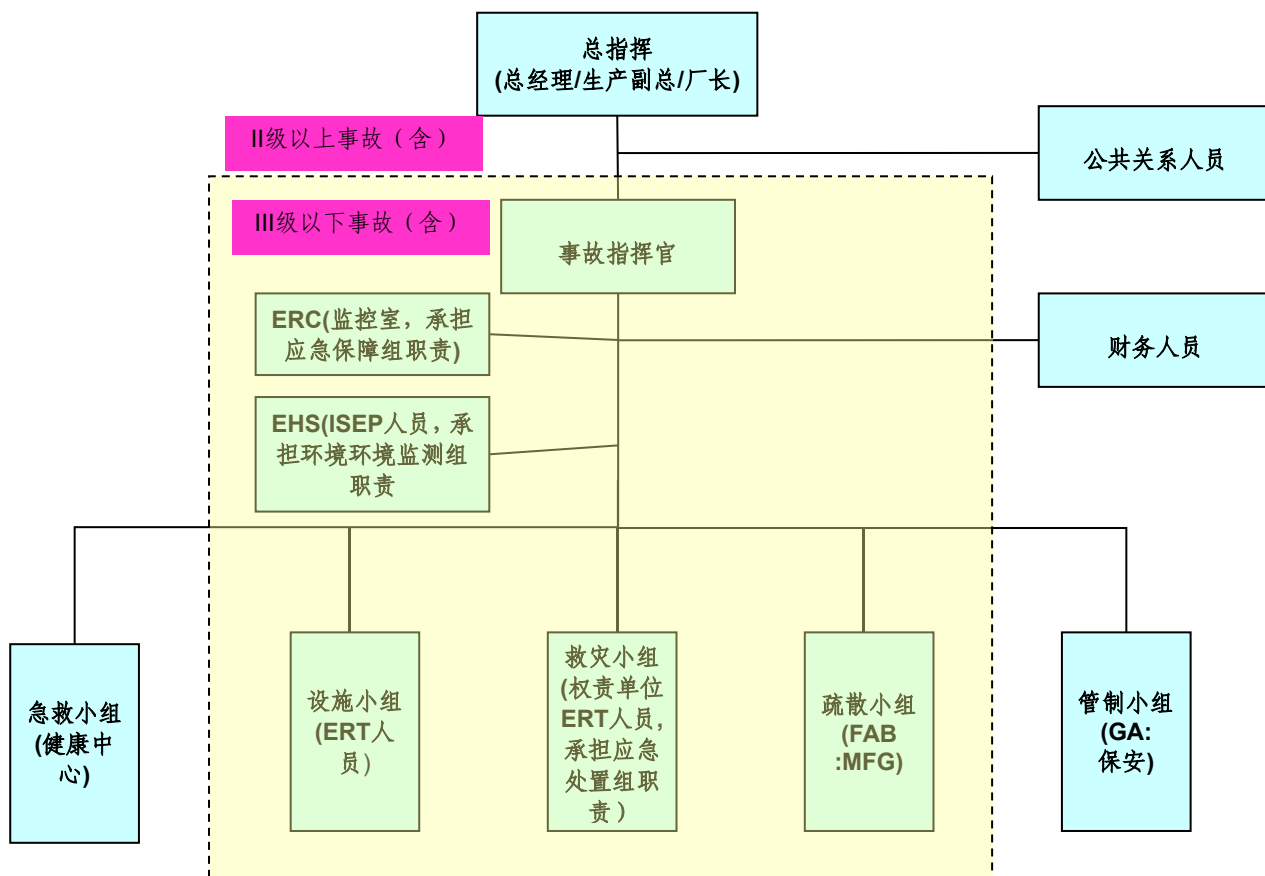 总指挥
(总经理/生产副总/厂长)
II级以上事故（含）
公共关系人员
III级以下事故（含）
事故指挥官
ERC(监控室，承担
应急保障组职责)
财务人员
EHS(ISEP人员，承
担环境环境监测组
职责
急救小组
(健康中
心)
设施小组
(ERT人
员)
救灾小组
(权责单位
ERT人员，
承担应急
处置组职
责）
疏散小组
(FAB
:MFG)
管制小组
(GA:
保安)